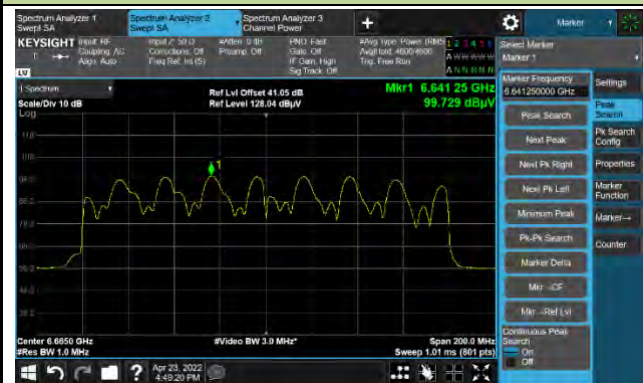 Spectrum Analyzer 1
Swept SA
Spectrum Analyzer 2
Swept SA
Spectrum Analyzer 3
Channel Power
+
Marker
KEYSIGHT Input: RF
Coupling: AC
Align: Auto
Input Z: 50 Ω
Corrections: Off
Freq Ref: Int (S)
#Atten: 0 dB
Preamp: Off
PNO: Fast
Gate: Off
IF Gain: High
Sig Track: Off
#Avg Type: Power (RMS)
Avg|Hold: 4600/4600
Trig: Free Run
1 2 3 4 5 6
A W W W W W
A N N N N N
LV
1 Spectrum
Scale/Div 10 dB
Log
Ref Lvl Offset 41.05 dB
Ref Level 128.04 dBµV
Mkr1 6.641 25 GHz
99.729 dBµV
1
Center 6.6650 GHz
#Res BW 1.0 MHz
#Video BW 3.0 MHz*
Span 200.0 MHz
Sweep 1.01 ms (801 pts)
Select Marker
Marker 1
Marker Frequency
6.641250000 GHz
Peak Search
Next Peak
Next Pk Right
Next Pk Left
Minimum Peak
Pk-Pk Search
Marker Delta
Mkr→CF
Mkr→Ref Lvl
Continuous Peak
Search
On
Off
Settings
Peak
Search
Pk Search
Config
Properties
Marker
Function
Marker→
Counter
?
Apr 23, 2022
4:49:20 PM